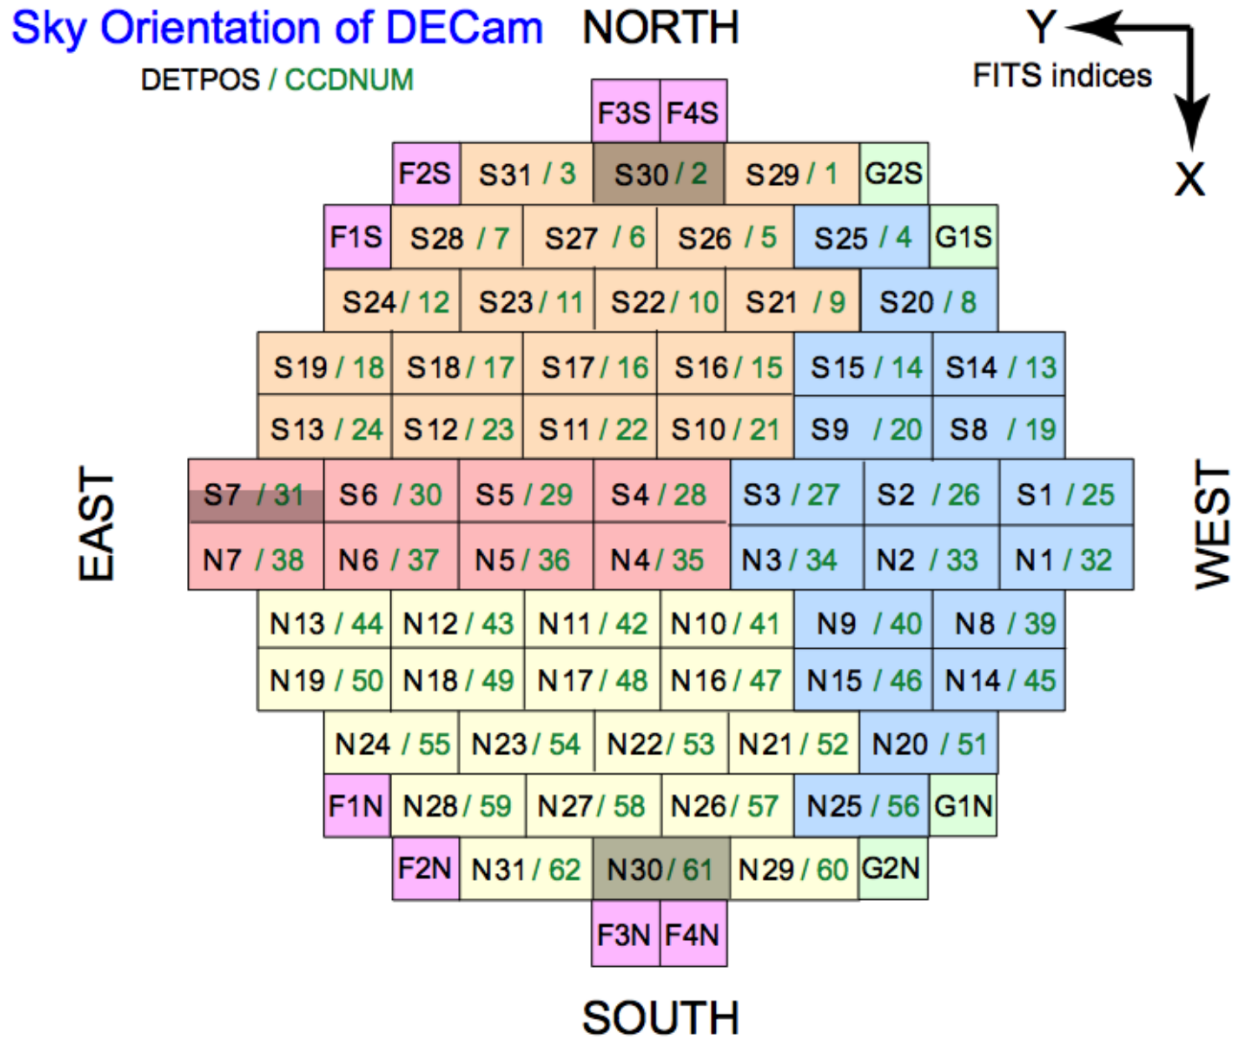 Sky Orientation of DECam NORTH Y
DETPOS / CCDNUM FITS indices
F3S F4S
F2S S31 / 3 S30 / 2 S29 / 1 G2S X
F1S S28 / 7 S27 / 6 S26 / 5 S25 / 4 G1S
S24 / 12 S23 / 11 S22 / 10 S21 / 9 S20 / 8
S19 / 18 S18 / 17 S17 / 16 S16 / 15 S15 / 14 S14 / 13
S13 / 24 S12 / 23 S11 / 22 S10 / 21 S9 / 20 S8 / 19
EAST
S7 / 31 S6 / 30 S5 / 29 S4 / 28 S3 / 27 S2 / 26 S1 / 25
N7 / 38 N6 / 37 N5 / 36 N4 / 35 N3 / 34 N2 / 33 N1 / 32
WEST
N13 / 44 N12 / 43 N11 / 42 N10 / 41 N9 / 40 N8 / 39
N19 / 50 N18 / 49 N17 / 48 N16 / 47 N15 / 46 N14 / 45
N24 / 55 N23 / 54 N22 / 53 N21 / 52 N20 / 51
F1N N28 / 59 N27 / 58 N26 / 57 N25 / 56 G1N
F2N N31 / 62 N30 / 61 N29 / 60 G2N
F3N F4N
SOUTH